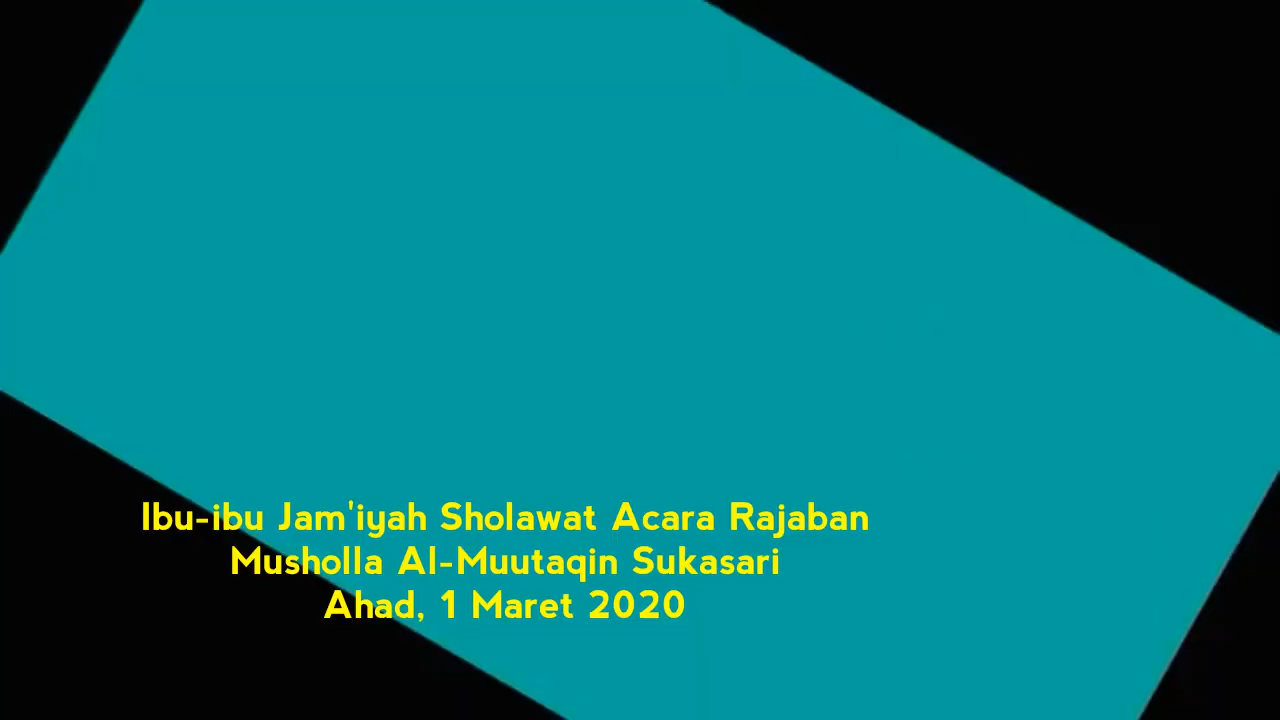 Ibu-ibu Jam'iyah Sholawat Acara Rajaban
Musholla Al-Muutaqin Sukasari
Ahad, 1 Maret 2020